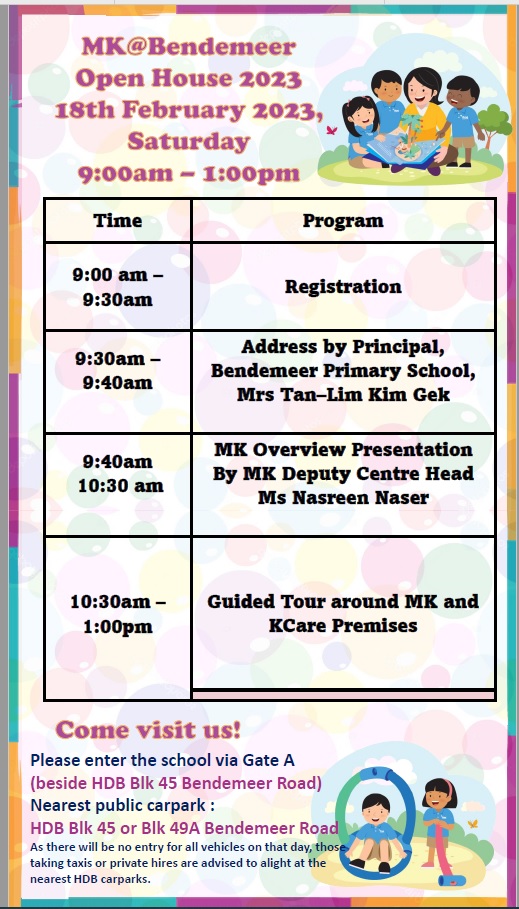 MK@Bendemeer
Open House 2023
18th February 2023,
Saturday
9:00am – 1:00pm
Time
Program
9:00 am –
9:30am
Registration
9:30am –
9:40am
Address by Principal,
Bendemeer Primary School,
Mrs Tan–Lim Kim Gek
9:40am
10:30 am
MK Overview Presentation
By MK Deputy Centre Head
Ms Nasreen Naser
10:30am –
1:00pm
Guided Tour around MK and
KCare Premises
Come visit us!
Please enter the school via Gate A
(beside HDB Blk 45 Bendemeer Road)
Nearest public carpark :
HDB Blk 45 or Blk 49A Bendemeer Road
As there will be no entry for all vehicles on that day, those
taking taxis or private hires are advised to alight at the
nearest HDB carparks.